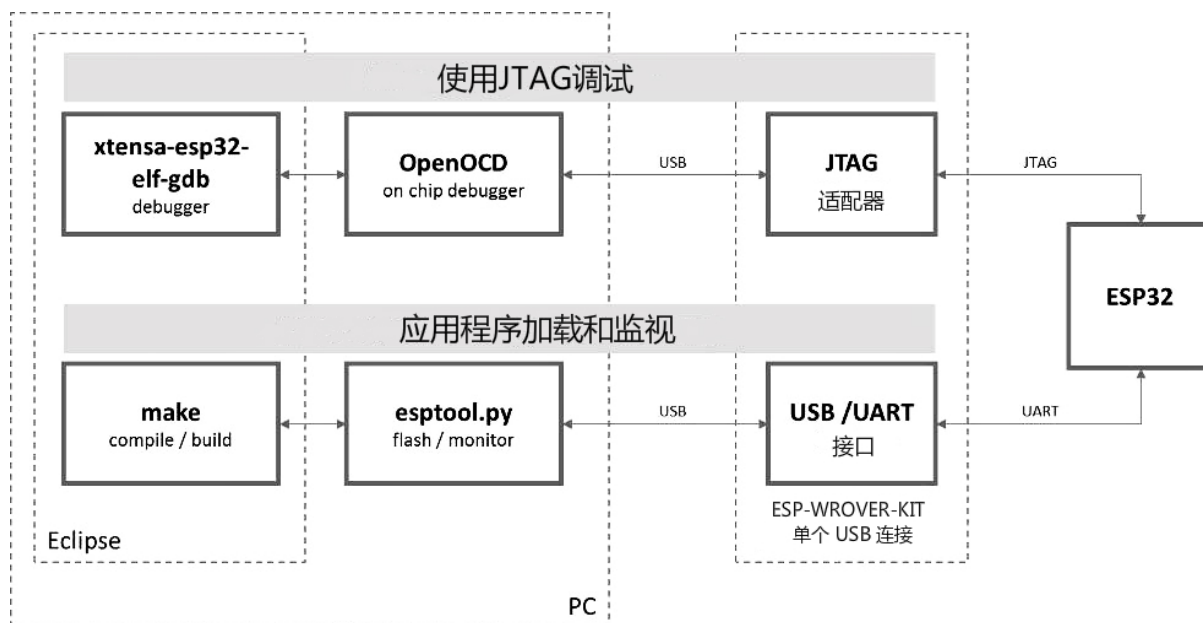 使用JTAG调试
xtensa-esp32-
elf-gdb
debugger
OpenOCD
on chip debugger
USB
JTAG
适配器
JTAG
ESP32
应用程序加载和监视
make
compile / build
esptool.py
flash / monitor
USB
USB /UART
接口
UART
ESP-WROVER-KIT
单个 USB 连接
Eclipse
PC